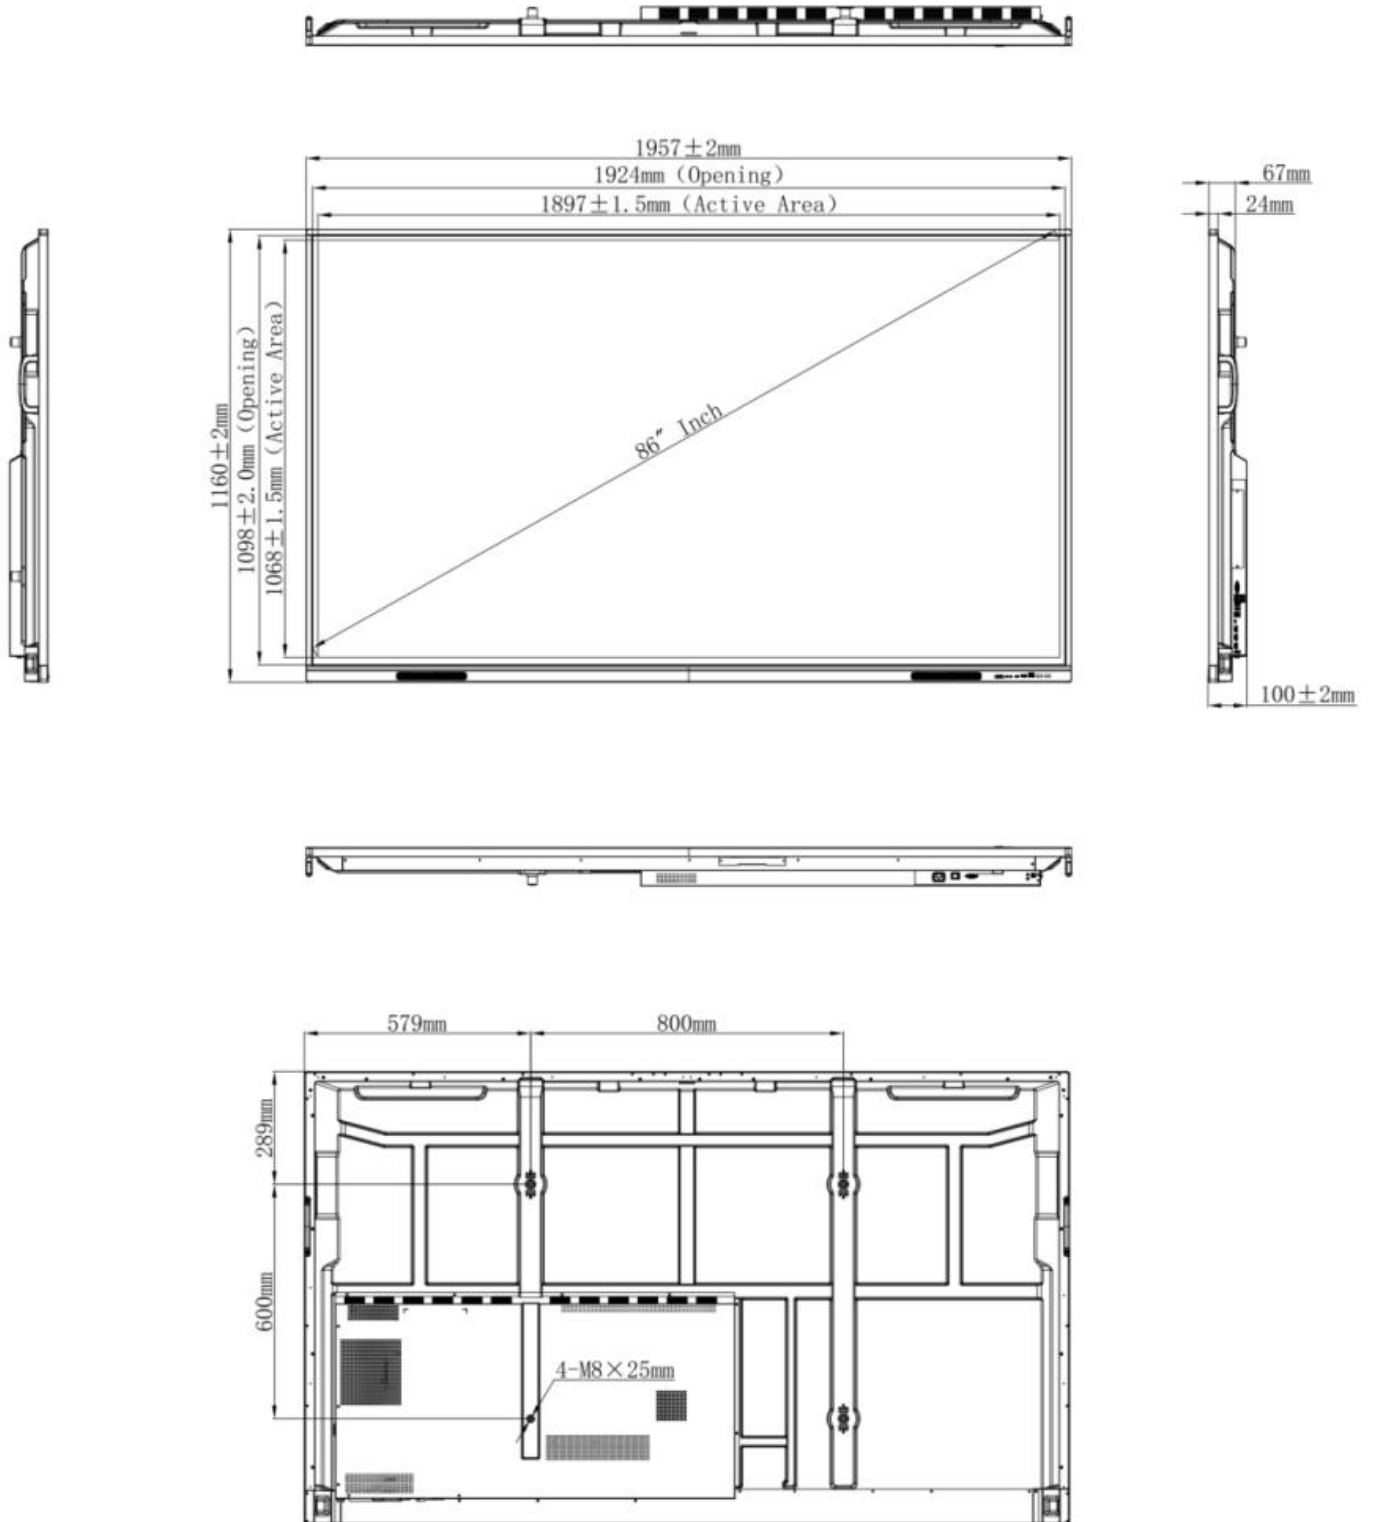 1957±2mm
1924mm (Opening)
1897±1.5mm (Active Area)
67mm
24mm
1160±2mm
1098±2.0mm (Opening)
1068±1.5mm (Active Area)
86″ Inch
100±2mm
579mm
800mm
289mm
600mm
4-M8×25mm